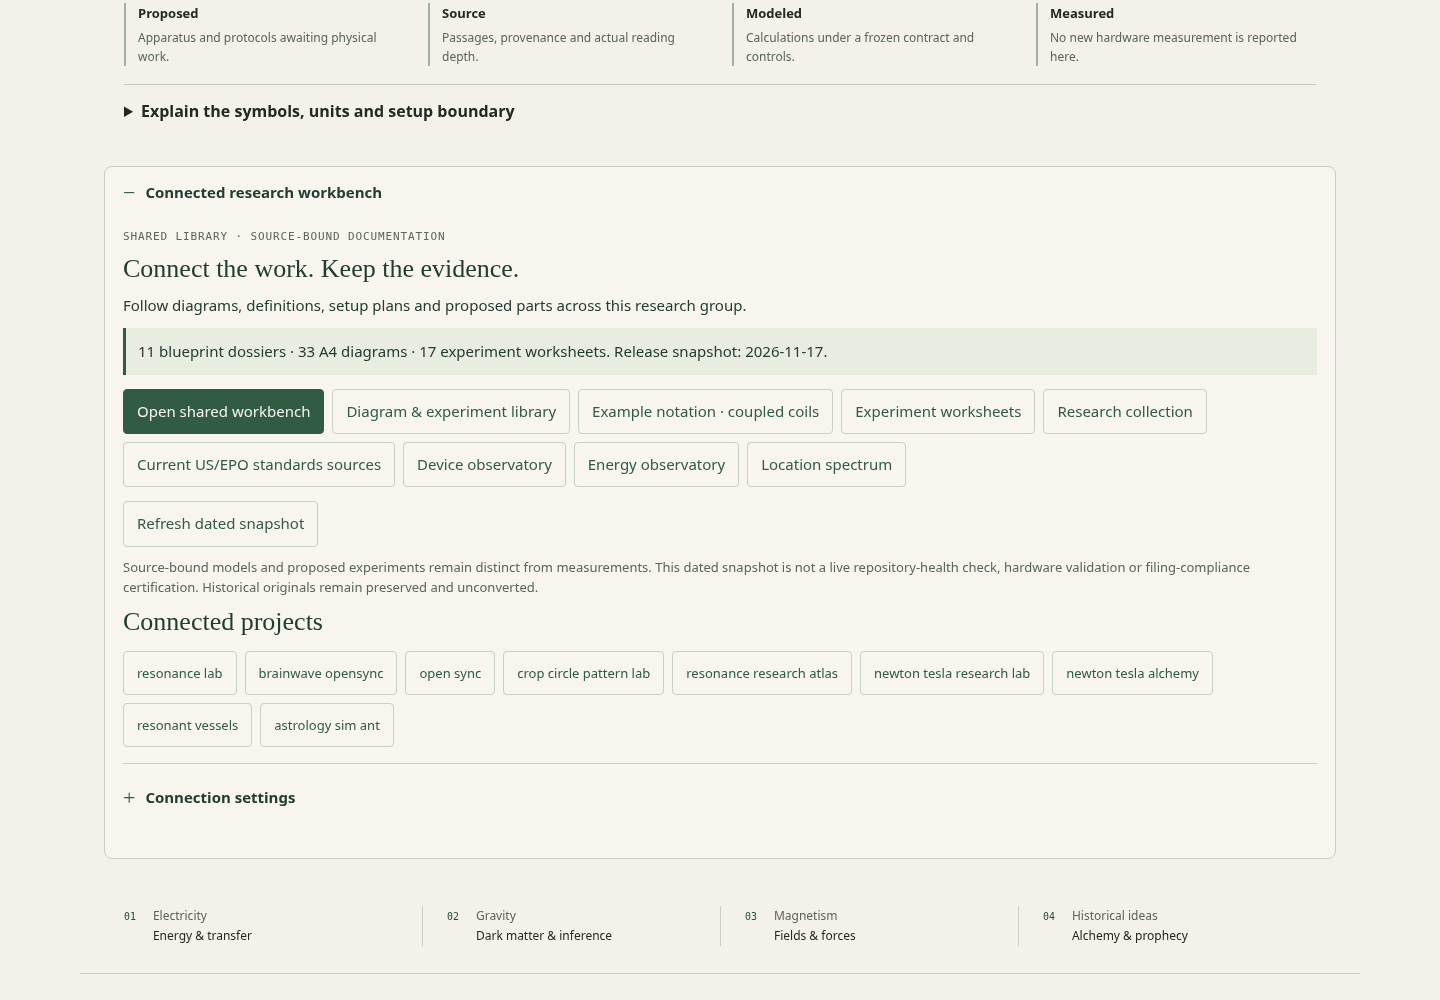 Proposed
Apparatus and protocols awaiting physical
work.
Source
Passages, provenance and actual reading
depth.
Modeled
Calculations under a frozen contract and
controls.
Measured
No new hardware measurement is reported
here.
Explain the symbols, units and setup boundary
Connected research workbench
SHARED LIBRARY · SOURCE-BOUND DOCUMENTATION
Connect the work. Keep the evidence.
Follow diagrams, definitions, setup plans and proposed parts across this research group.
11 blueprint dossiers · 33 A4 diagrams · 17 experiment worksheets. Release snapshot: 2026-11-17.
Open shared workbench
Diagram & experiment library
Example notation · coupled coils
Experiment worksheets
Research collection
Current US/EPO standards sources
Device observatory
Energy observatory
Location spectrum
Refresh dated snapshot
Source-bound models and proposed experiments remain distinct from measurements. This dated snapshot is not a live repository-health check, hardware validation or filing-compliance
certification. Historical originals remain preserved and unconverted.
Connected projects
resonance lab
brainwave opensync
open sync
crop circle pattern lab
resonance research atlas
newton tesla research lab
newton tesla alchemy
resonant vessels
astrology sim ant
Connection settings
01 Electricity
Energy & transfer
02 Gravity
Dark matter & inference
03 Magnetism
Fields & forces
04 Historical ideas
Alchemy & prophecy